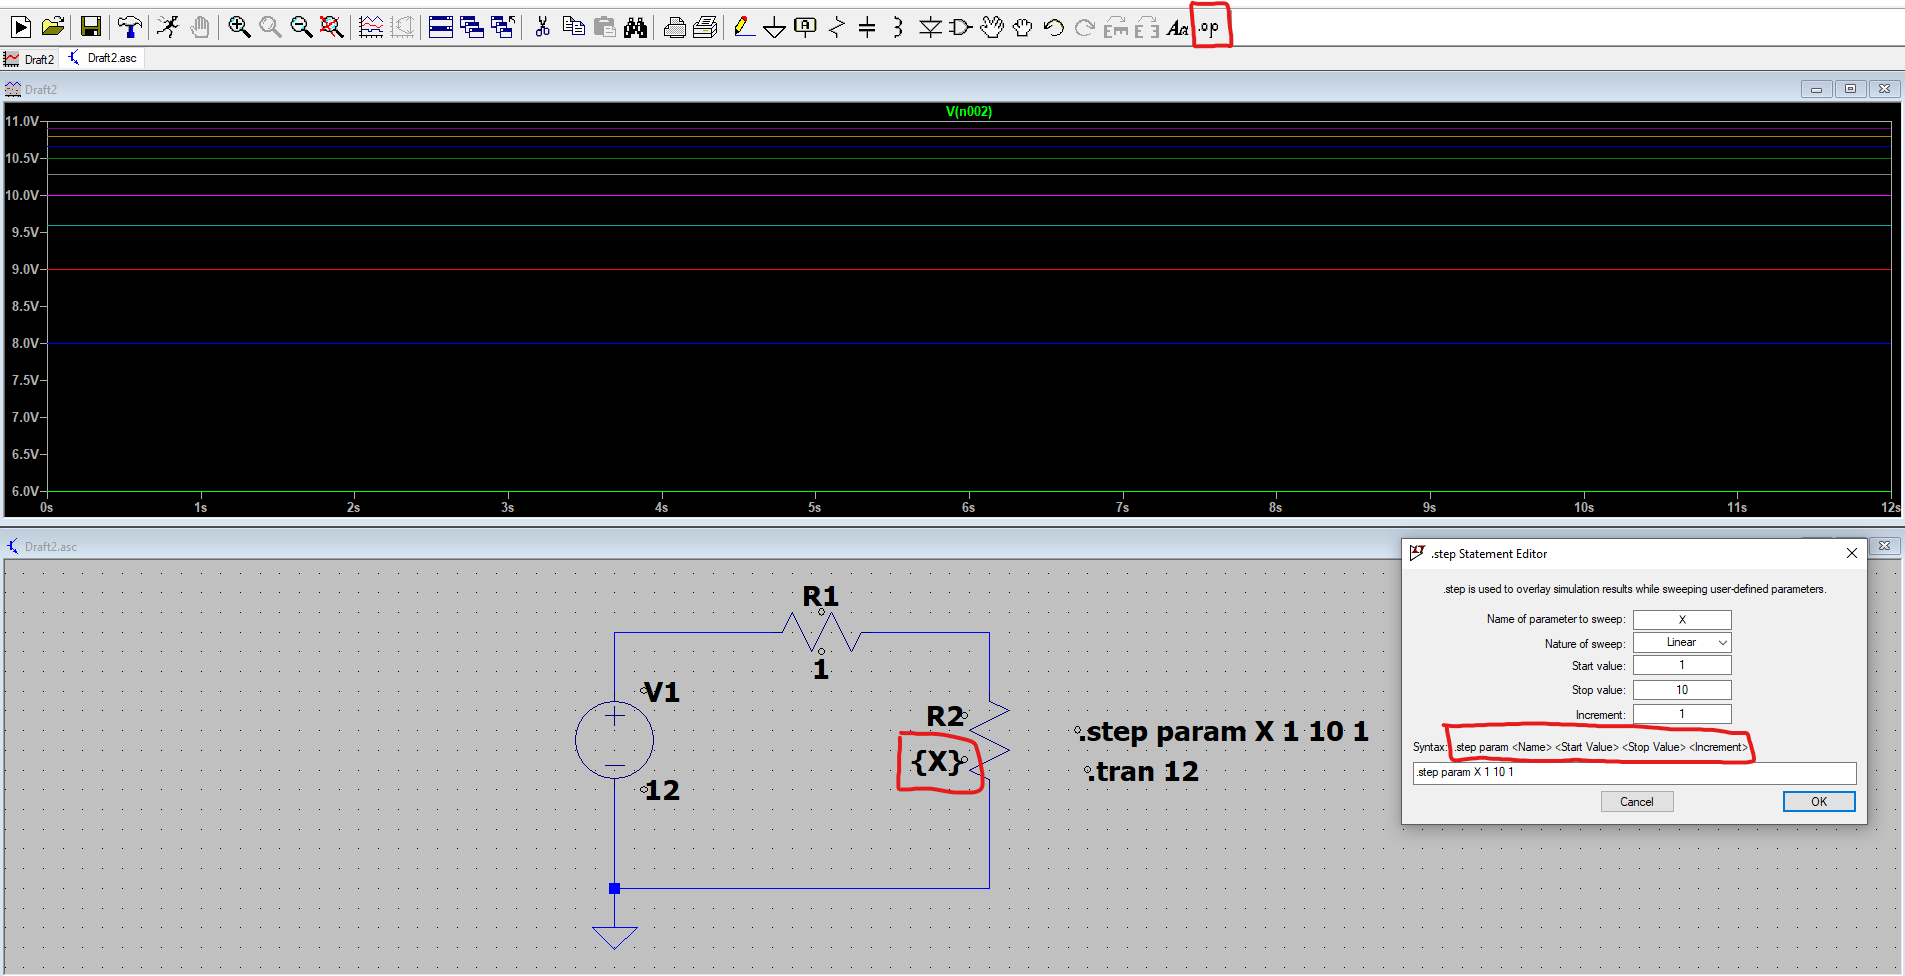 Aa .op
Draft2 Draft2.asc
Draft2
V(n002)
11.0V
10.5V
10.0V
9.5V
9.0V
8.5V
8.0V
7.5V
7.0V
6.5V
6.0V
0s 1s 2s 3s 4s 5s 6s 7s 8s 9s 10s 11s 12s
Draft2.asc
R1
1
V1
12
R2
{X}
.step param X 1 10 1
.tran 12
.step Statement Editor
.step is used to overlay simulation results while sweeping user-defined parameters.
Name of parameter to sweep: X
Nature of sweep: Linear
Start value: 1
Stop value: 10
Increment: 1
Syntax: .step param <Name> <Start Value> <Stop Value> <Increment>
.step param X 1 10 1
Cancel OK